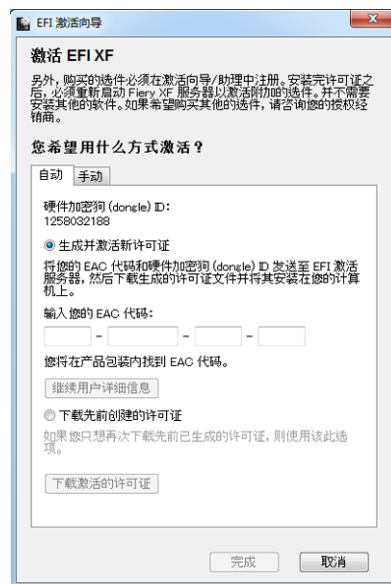 EFI 激活向导
激活 EFI XF
另外，购买的选件必须在激活向导/助理中注册。安装完许可证之
后，必须重新启动 Fiery XF 服务器以激活附加的选件。并不需要
安装其他的软件。如果希望购买其他的选件，请咨询您的授权经
销商。
您希望用什么方式激活？
自动 手动
硬件加密狗 (dongle) ID:
1258032188
生成并激活新许可证
将您的 EAC 代码和硬件加密狗 (dongle) ID 发送至 EFI 激活
服务器，然后下载生成的许可证文件并将其安装在您的计算
机上。
输入您的 EAC 代码:
- - -
您将在产品包装内找到 EAC 代码。
继续用户详细信息
下载先前创建的许可证
如果您只想再次下载先前已生成的许可证，则使用该此选
项。
下载激活的许可证
完成 取消